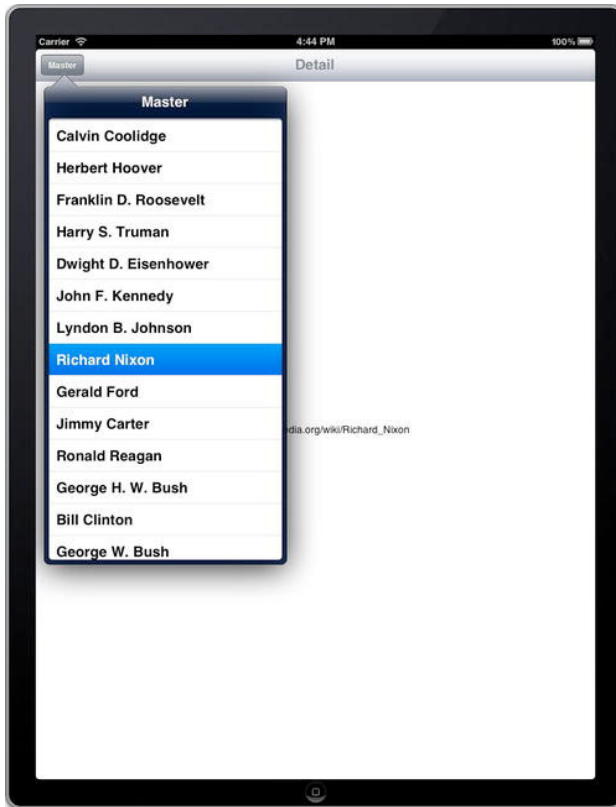 Carrier
4:44 PM
100%
Master
Detail
Master
Calvin Coolidge
Herbert Hoover
Franklin D. Roosevelt
Harry S. Truman
Dwight D. Eisenhower
John F. Kennedy
Lyndon B. Johnson
Richard Nixon
Gerald Ford
Jimmy Carter
dia.org/wiki/Richard_Nixon
Ronald Reagan
George H. W. Bush
Bill Clinton
George W. Bush